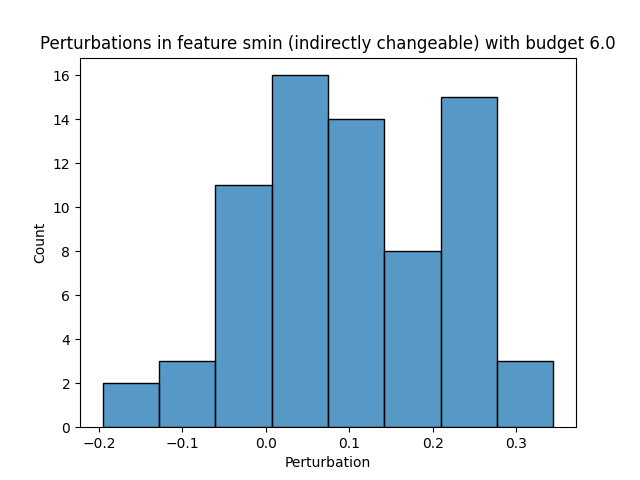 Perturbations in feature smin (indirectly changeable) with budget 6.0
16
14
12
10
8
6
4
2
0
Count
−0.2 −0.1 0.0 0.1 0.2 0.3
Perturbation